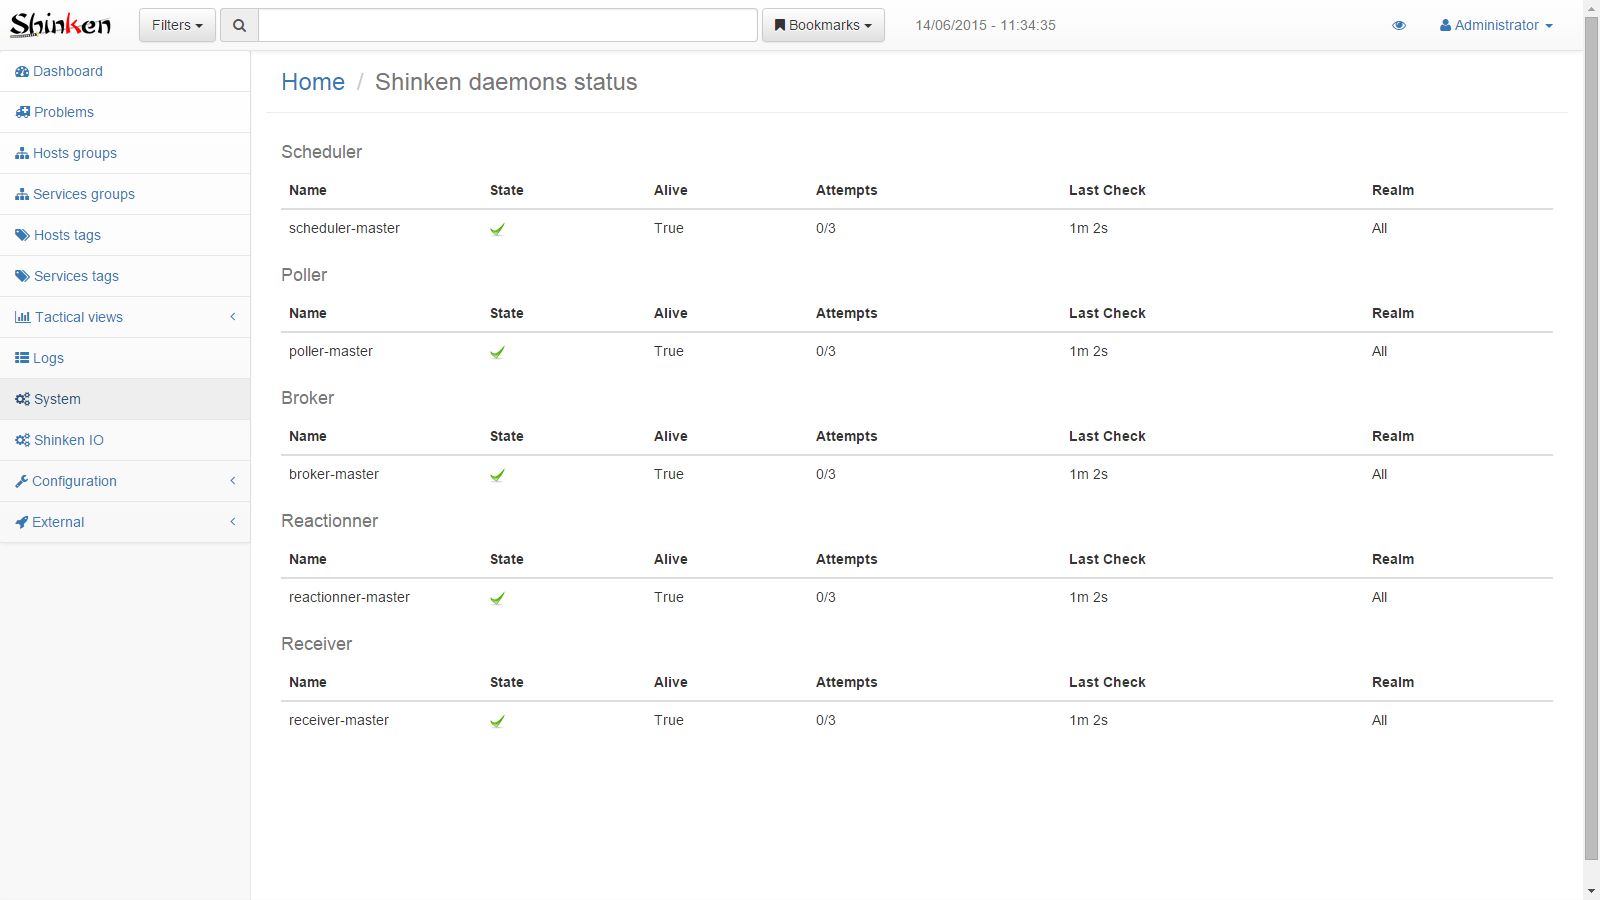 Shinken Filters Bookmarks 14/06/2015 - 11:34:35 Administrator
Dashboard
Problems
Hosts groups
Services groups
Hosts tags
Services tags
Tactical views
Logs
System
Shinken IO
Configuration
External
Home / Shinken daemons status
Scheduler
Name State Alive Attempts Last Check Realm
scheduler-master True 0/3 1m 2s All
Poller
Name State Alive Attempts Last Check Realm
poller-master True 0/3 1m 2s All
Broker
Name State Alive Attempts Last Check Realm
broker-master True 0/3 1m 2s All
Reactionner
Name State Alive Attempts Last Check Realm
reactionner-master True 0/3 1m 2s All
Receiver
Name State Alive Attempts Last Check Realm
receiver-master True 0/3 1m 2s All